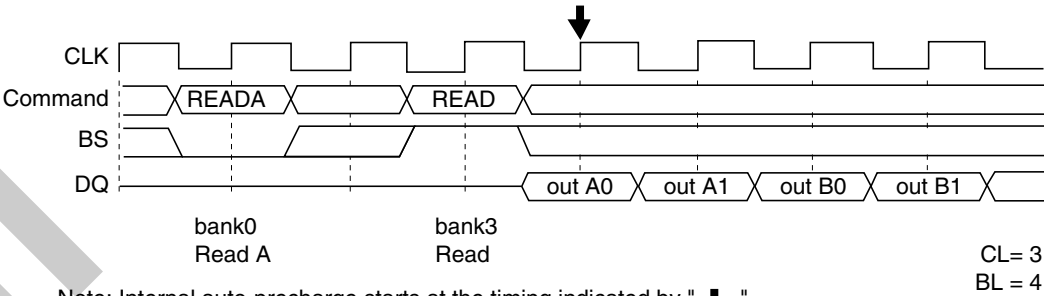 CLK
Command READA READ
BS
DQ out A0 out A1 out B0 out B1
bank0 bank3
Read A Read CL= 3
BL = 4
Note: Internal auto-precharge starts at the timing indicated by " ".